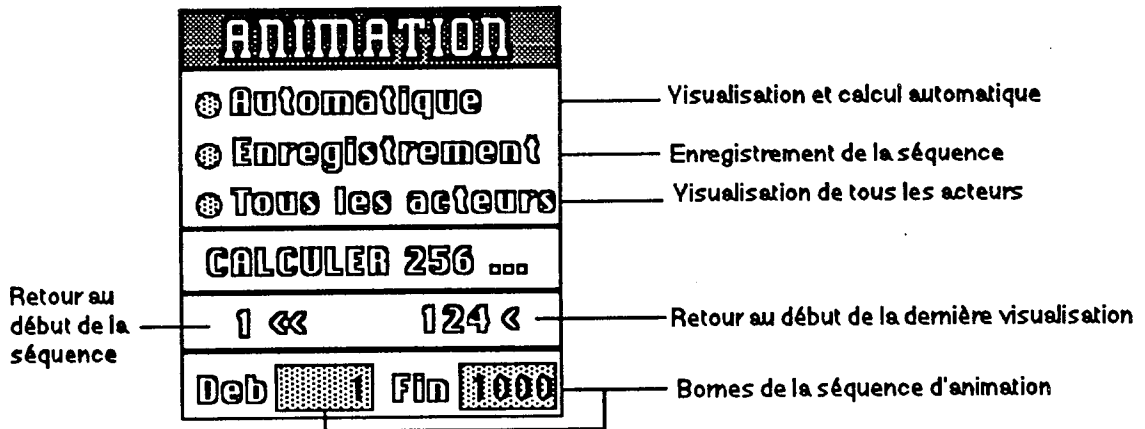 ANIMATION
Automatique
Visualisation et calcul automatique
Enregistrement
Enregistrement de la séquence
Tous les acteurs
Visualisation de tous les acteurs
CALCULER 256 ...
Retour au
début de la
séquence
1 << 124 <
Retour au début de la dernière visualisation
Deb 1 Fin 1000
Bornes de la séquence d'animation